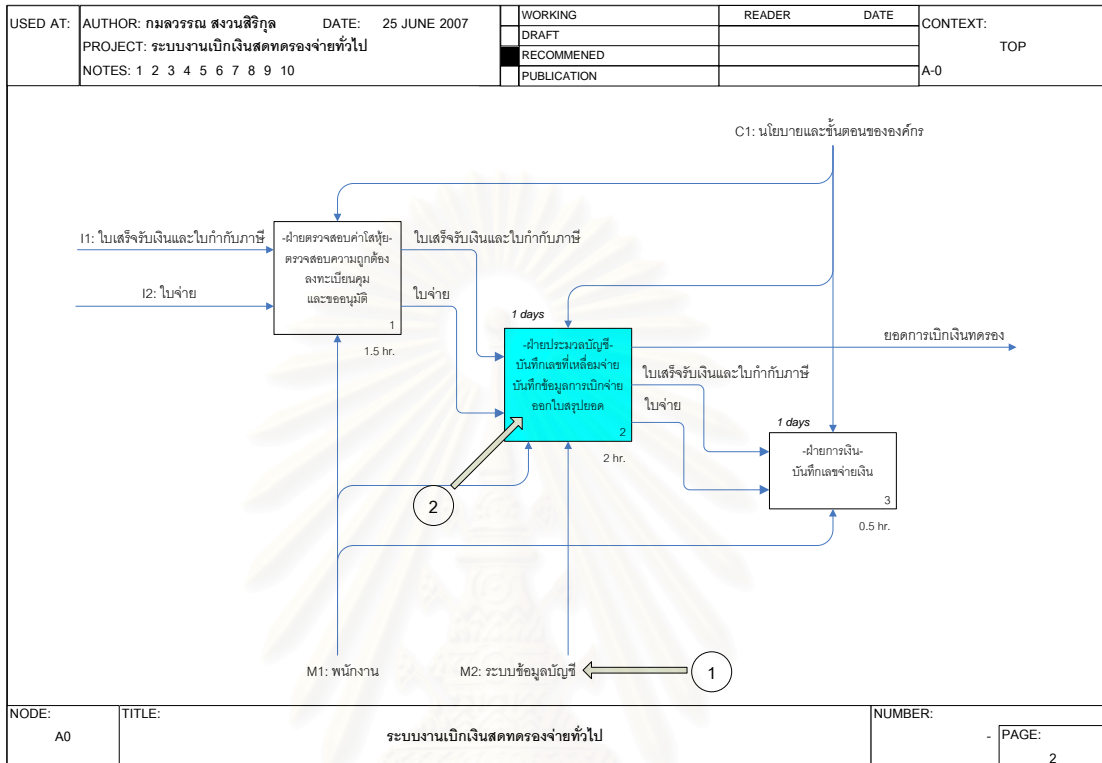 USED AT:
AUTHOR: กมลวรรณ สงวนสิริกุล DATE: 25 JUNE 2007
PROJECT: ระบบงานเบิกเงินสดทดรองจ่ายทั่วไป
NOTES: 1 2 3 4 5 6 7 8 9 10
WORKING
DRAFT
RECOMMENED
PUBLICATION
READER DATE
CONTEXT:
TOP
A-0
C1: นโยบายและขั้นตอนขององค์กร
I1: ใบเสร็จรับเงินและใบกำกับภาษี
I2: ใบจ่าย
-ฝ่ายตรวจสอบค่าโสหุ้ย-
ตรวจสอบความถูกต้อง
ลงทะเบียนคุม
และขออนุมัติ
1
1.5 hr.
ใบเสร็จรับเงินและใบกำกับภาษี
ใบจ่าย
1 days
-ฝ่ายประมวลบัญชี-
บันทึกเลขที่เหลื่อมจ่าย
บันทึกข้อมูลการเบิกจ่าย
ออกใบสรุปยอด
2
2 hr.
ยอดการเบิกเงินทดรอง
ใบเสร็จรับเงินและใบกำกับภาษี
ใบจ่าย
1 days
-ฝ่ายการเงิน-
บันทึกเลขจ่ายเงิน
3
0.5 hr.
2
M1: พนักงาน
M2: ระบบข้อมูลบัญชี
1
NODE:
A0
TITLE:
ระบบงานเบิกเงินสดทดรองจ่ายทั่วไป
NUMBER:
-
PAGE:
2